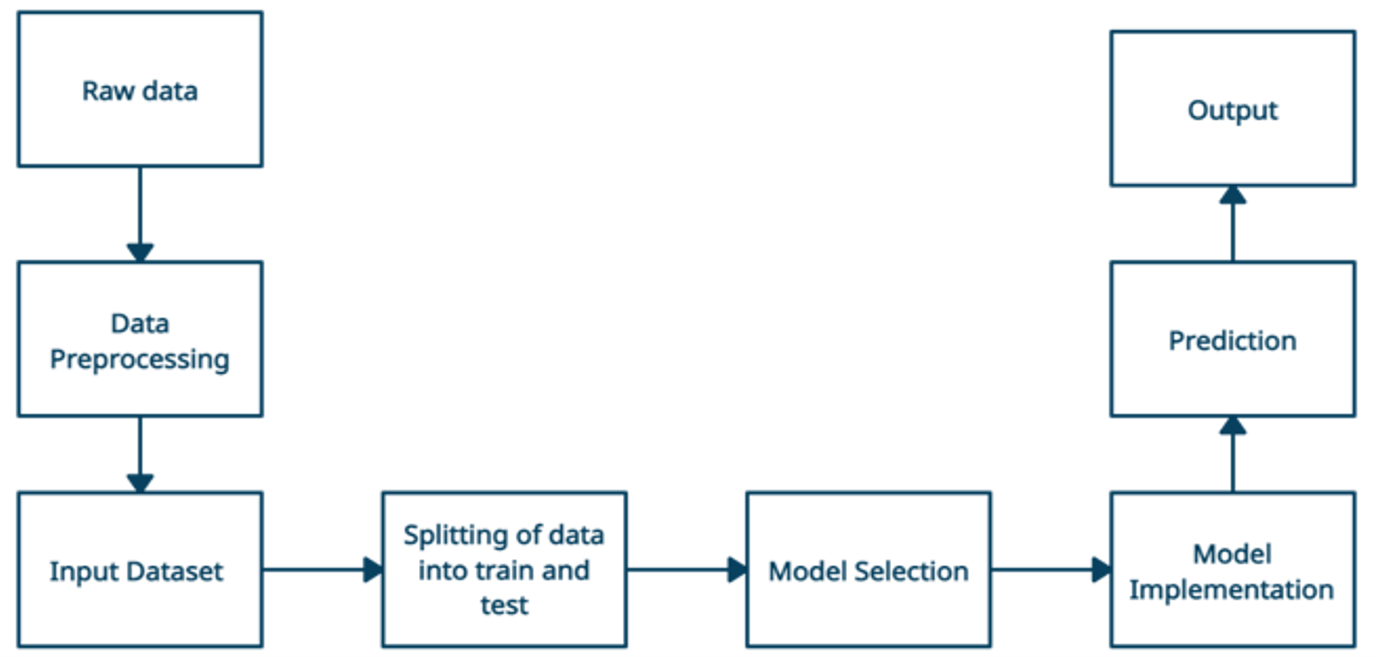 Raw data
Data
Preprocessing
Input Dataset
Splitting of data
into train and
test
Model Selection
Model
Implementation
Prediction
Output